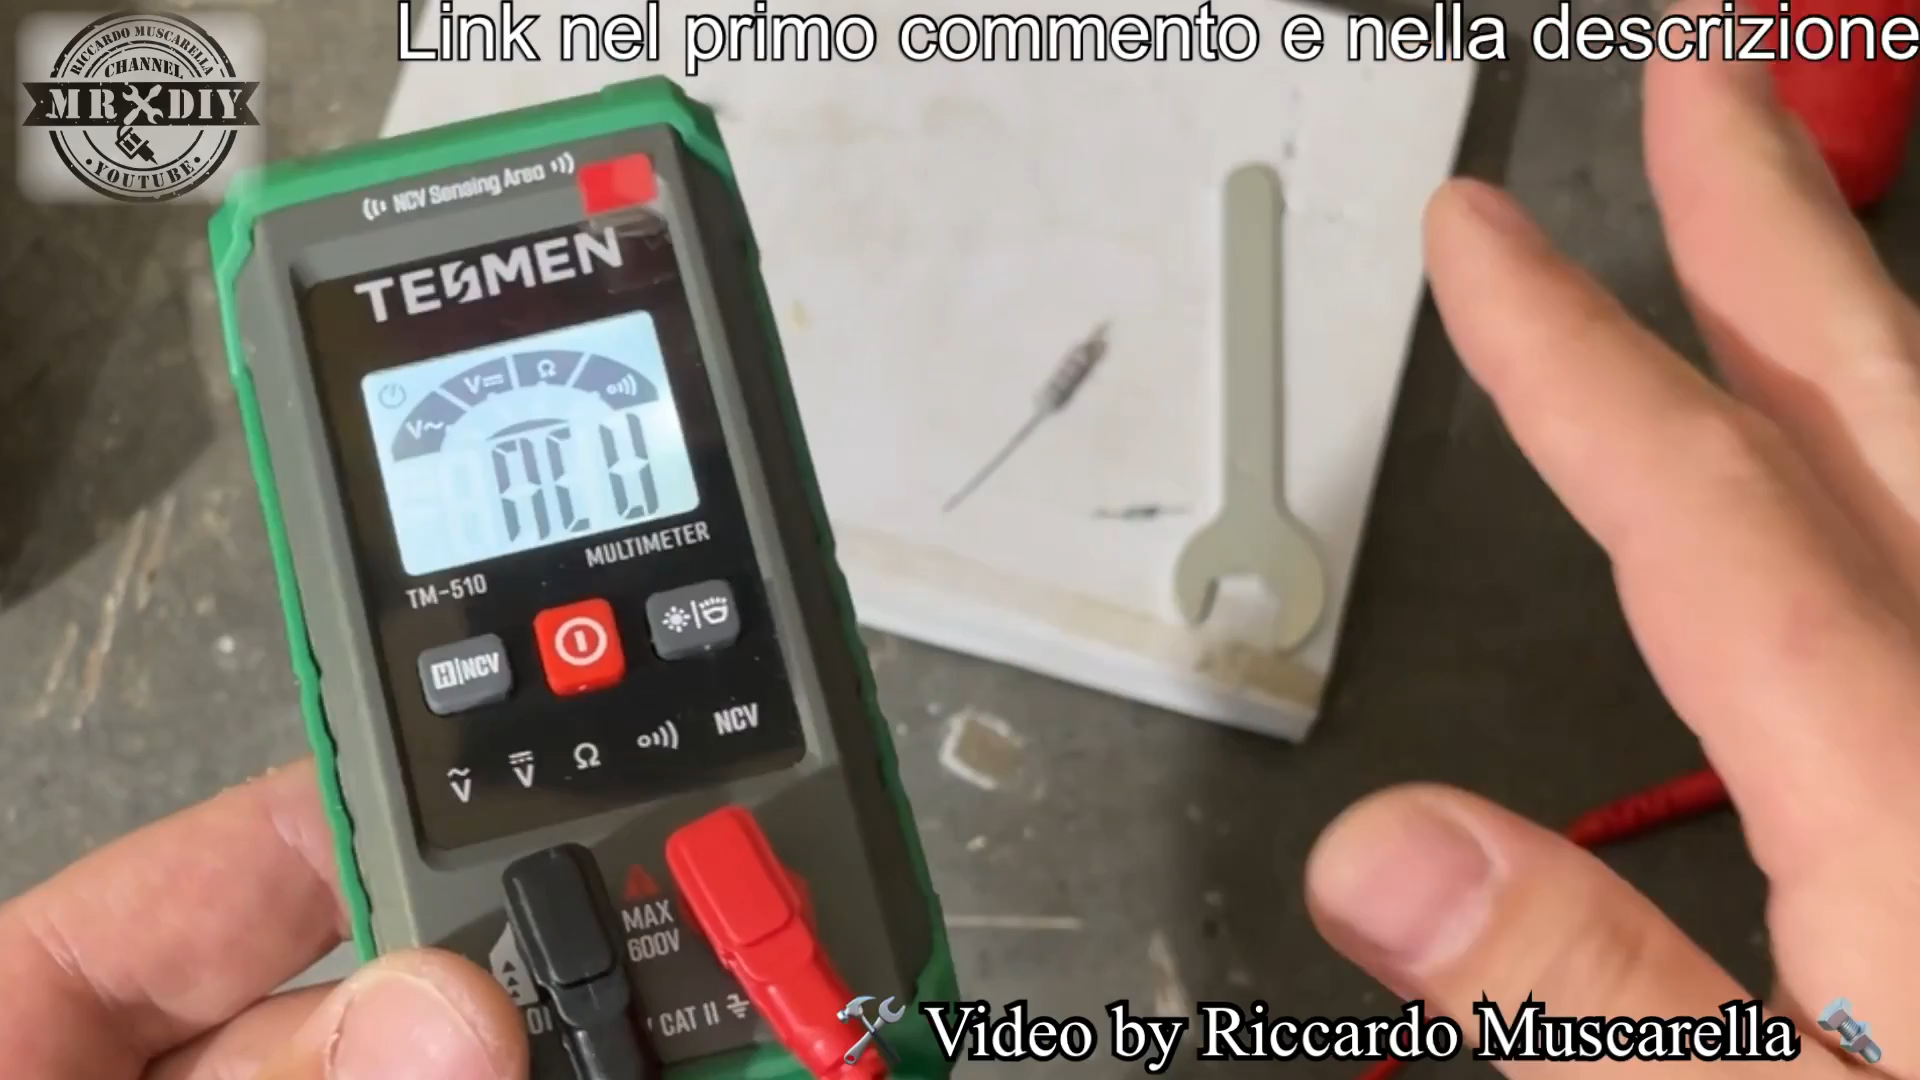 Link nel primo commento e nella descrizione
RICCARDO MUSCARELLA
CHANNEL
MR DIY
YOUTUBE
NCV Sensing Area
TESMEN
V~ V Ω
MULTIMETER
TM-510
H|NCV
V V Ω NCV
MAX
600V
CAT II
Video by Riccardo Muscarella